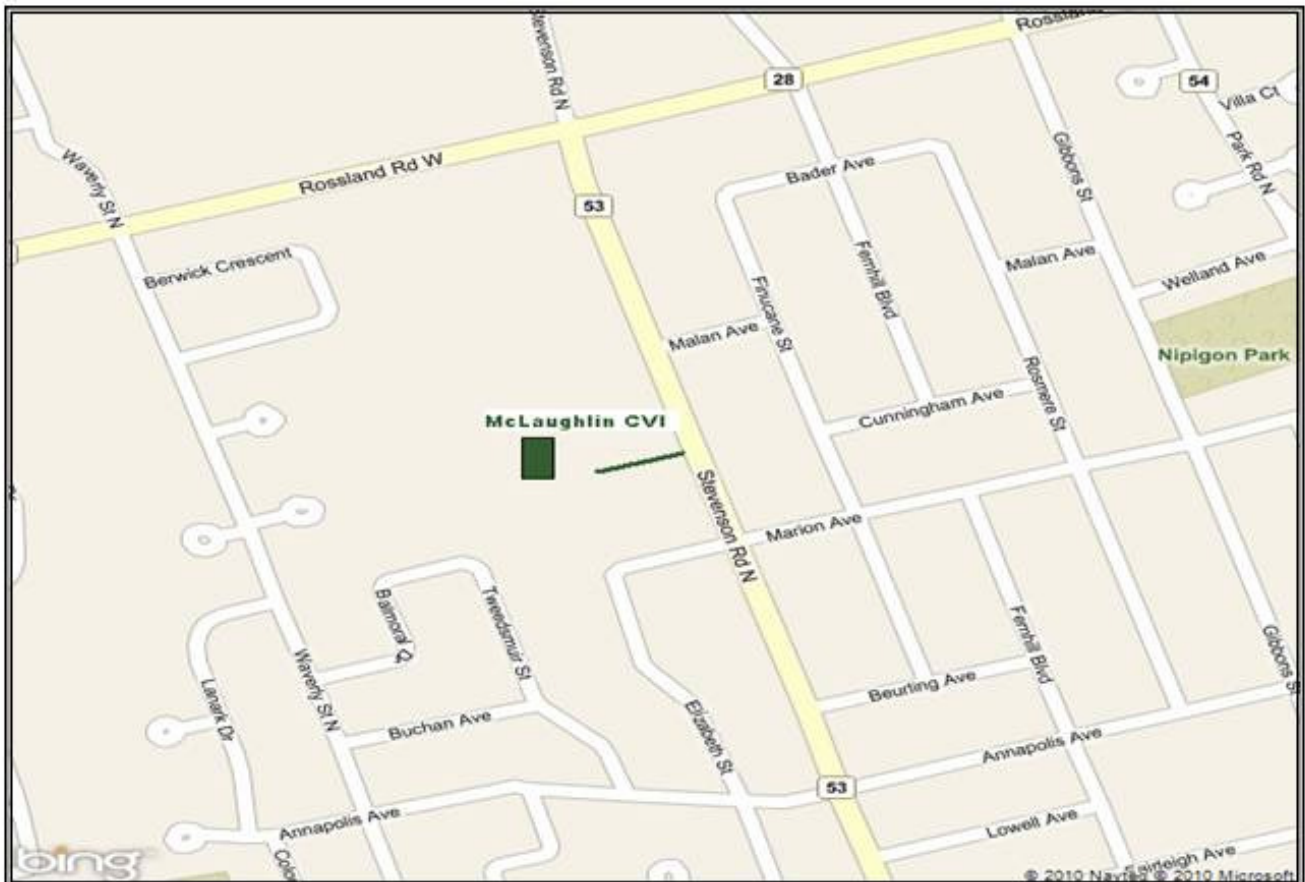 Stevenson Rd N
Rossland
28
54
Villa Ct
Waverly St N
Rossland Rd W
Bader Ave
Gibbons St
Park Rd N
53
Berwick Crescent
Fernhill Blvd
Malan Ave
Welland Ave
Finucane St
Malan Ave
Nipigon Park
Rosmere St
Cunningham Ave
McLaughlin CVI
Stevenson Rd N
Marion Ave
Balmoral
Tweedsmuir St
Fernhill Blvd
Gibbons St
Waverly St N
Lanark Dr
Beurling Ave
Elizabeth St
Buchan Ave
Annapolis Ave
53
Annapolis Ave
Lowell Ave
Fairleigh Ave
bing
© 2010 Navteq © 2010 Microsoft